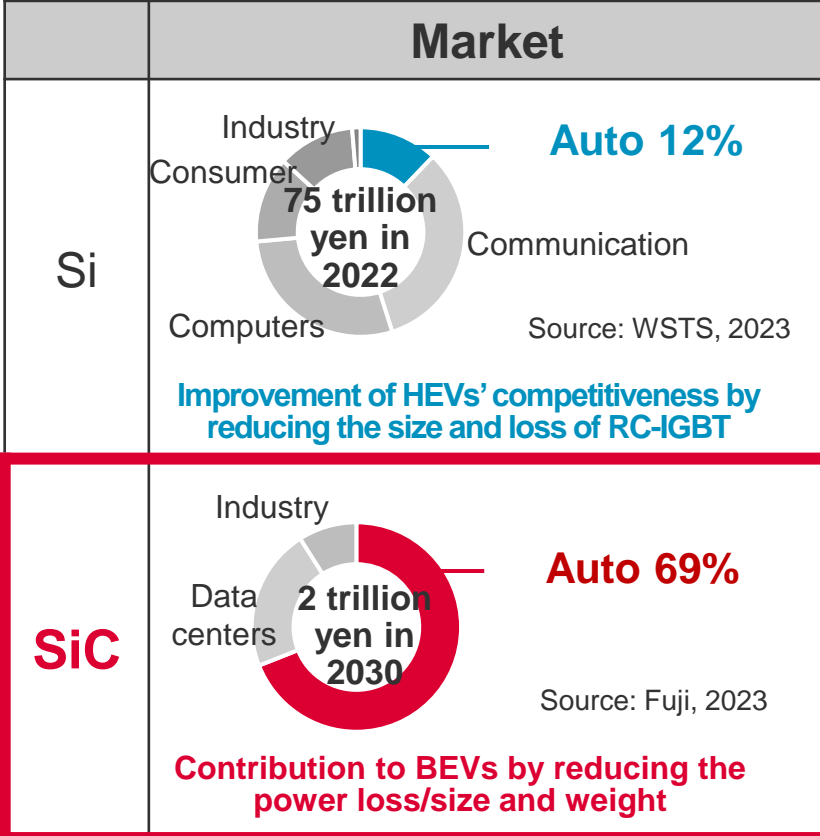 Market
Si
Industry
Consumer
75 trillion
yen in
2022
Auto 12%
Communication
Computers
Source: WSTS, 2023
Improvement of HEVs’ competitiveness by
reducing the size and loss of RC-IGBT
SiC
Industry
Data
centers
2 trillion
yen in
2030
Auto 69%
Source: Fuji, 2023
Contribution to BEVs by reducing the
power loss/size and weight